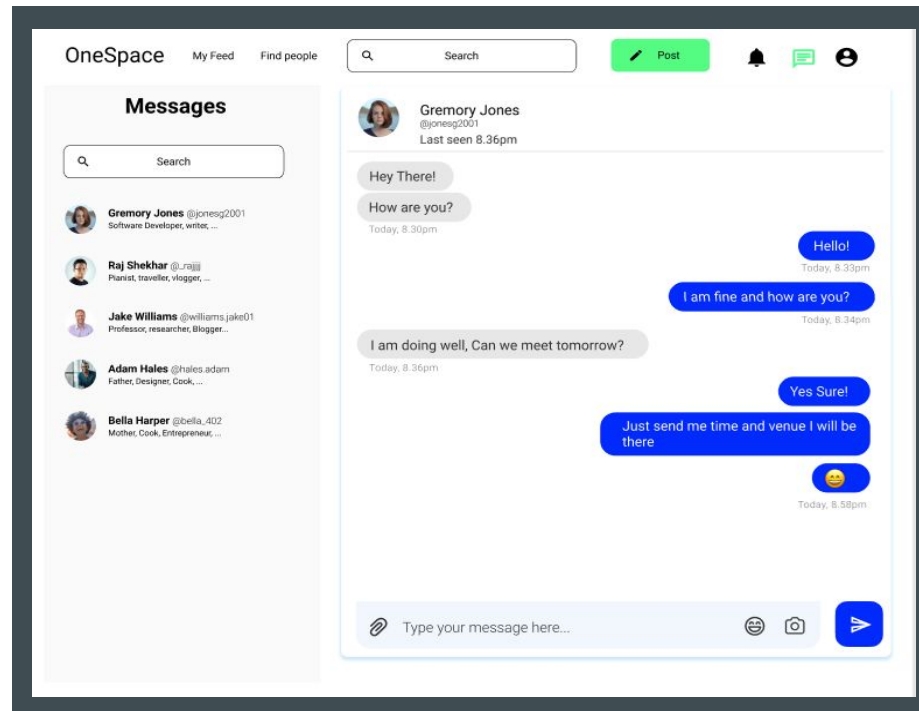 OneSpace My Feed Find people Search Post
Messages
Search
Gremory Jones @jonesg2001
Software Developer, writer, ...
Raj Shekhar @_rajjjj
Pianist, traveller, vlogger, ...
Jake Williams @williams.jake01
Professor, researcher, Blogger...
Adam Hales @hales.adam
Father, Designer, Cook, ...
Bella Harper @bella_402
Mother, Cook, Entrepreneur, ...
Gremory Jones
@jonesg2001
Last seen 8.36pm
Hey There!
How are you?
Today, 8.30pm
Hello!
Today, 8.33pm
I am fine and how are you?
Today, 8.34pm
I am doing well, Can we meet tomorrow?
Today, 8.36pm
Yes Sure!
Just send me time and venue I will be
there
Today, 8.58pm
Type your message here...